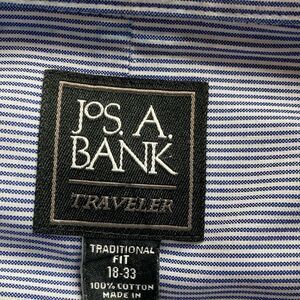 JOS. A.
BANK
TRAVELER
TRADITIONAL
FIT
18-33
100% COTTON
MADE IN